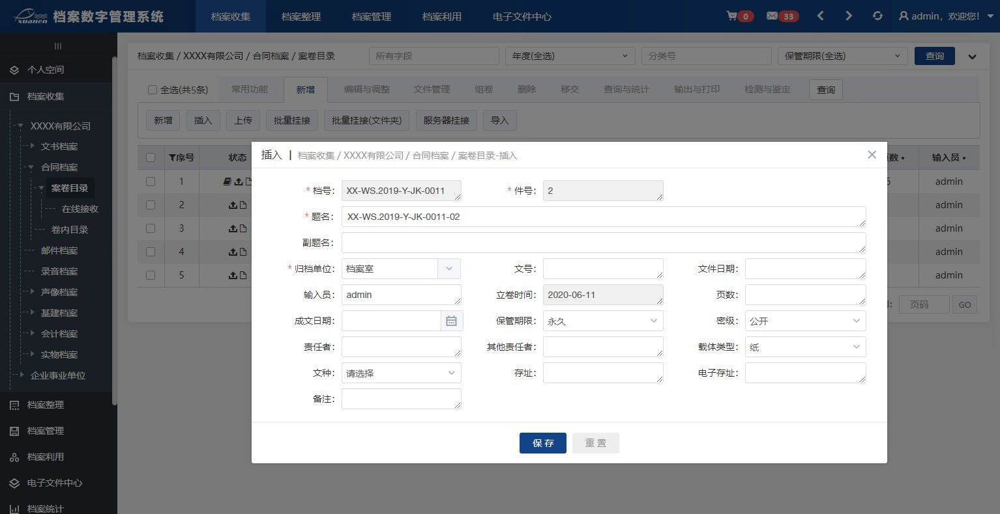 xuanen 档案数字管理系统 档案收集 档案整理 档案管理 档案利用 电子文件中心 0 33 admin，欢迎您!
档案收集 / XXXX有限公司 / 合同档案 / 案卷目录 所有字段 年度(全选) 分类号 保管期限(全选) 查询
个人空间
档案收集
XXXX有限公司
文书档案
合同档案
案卷目录
在线接收
卷内目录
邮件档案
录音档案
声像档案
基建档案
会计档案
实物档案
企业事业单位
档案整理
档案管理
档案利用
电子文件中心
档案统计
全选(共5条) 常用功能 新增 编辑与调整 文件管理 组卷 删除 移交 查询与统计 输出与打印 检测与鉴定 查询
新增 插入 上传 批量挂接 批量挂接(文件夹) 服务器挂接 导入
序号 状态 数 • 输入员 •
1 admin
2 admin
3 admin
4 admin
5 admin
页码 GO
插入 | 档案收集 / XXXX有限公司 / 合同档案 / 案卷目录-插入
* 档号： XX-WS.2019-Y-JK-0011 * 件号： 2
* 题名： XX-WS.2019-Y-JK-0011-02
副题名：
* 归档单位： 档案室 文号： 文件日期：
输入员： admin 立卷时间： 2020-06-11 页数：
成文日期： 保管期限： 永久 密级： 公开
责任者： 其他责任者： 载体类型： 纸
文种： 请选择 存址： 电子存址：
备注：
保存 重置